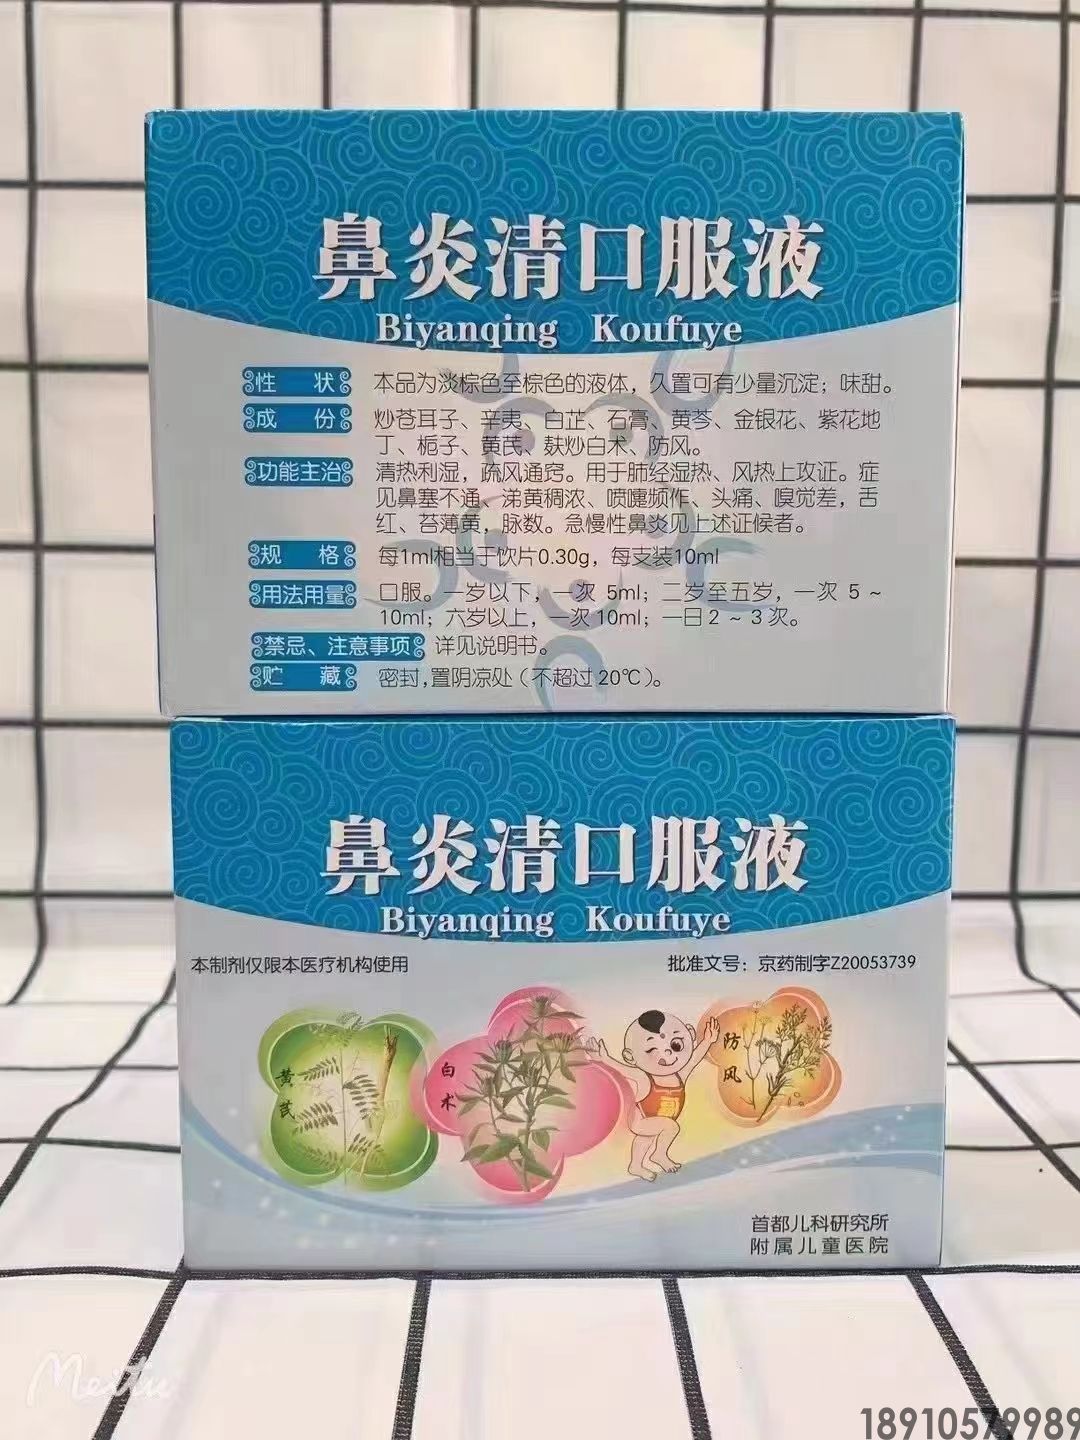 鼻炎清口服液
Biyanqing Koufuye
性 状 本品为淡棕色至棕色的液体，久置可有少量沉淀；味甜。
成 份 炒苍耳子、辛夷、白芷、石膏、黄芩、金银花、紫花地
丁、栀子、黄芪、麸炒白术、防风。
功能主治 清热利湿，疏风通窍。用于肺经湿热、风热上攻证。症
见鼻塞不通、涕黄稠浓、喷嚏频作、头痛、嗅觉差，舌
红、苔薄黄，脉数。急慢性鼻炎见上述证候者。
规 格 每1ml相当于饮片0.30g，每支装10ml
用法用量 口服。一岁以下，一次 5ml；二岁至五岁，一次 5～
10ml；六岁以上，一次10ml；一日2～3次。
禁忌、注意事项 详见说明书。
贮 藏 密封，置阴凉处（不超过20℃）。
鼻炎清口服液
Biyanqing Koufuye
本制剂仅限本医疗机构使用
批准文号：京药制字Z20053739
黄芪
白术
防风
首都儿科研究所
附属儿童医院
Meitu
18910579989